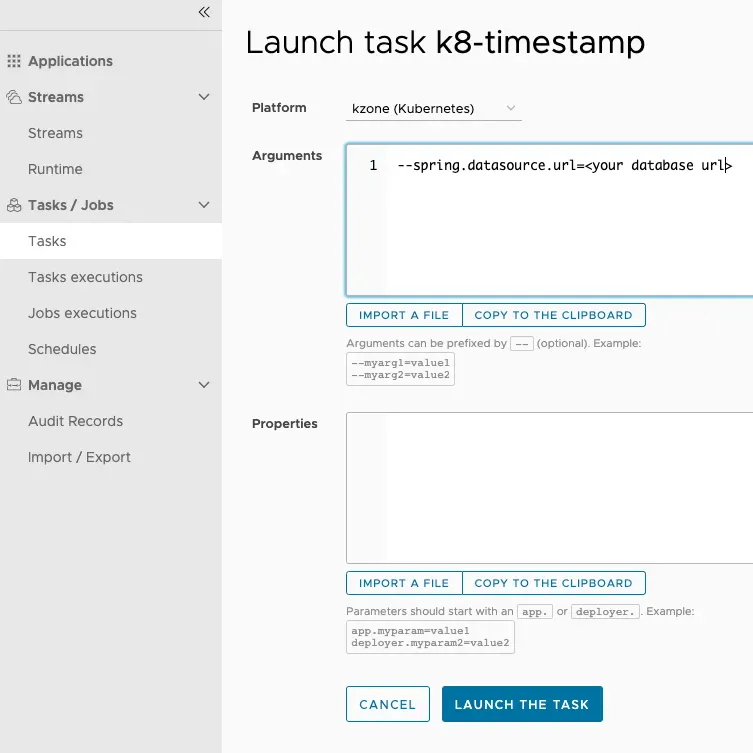 Applications
Streams
Streams
Runtime
Tasks / Jobs
Tasks
Tasks executions
Jobs executions
Schedules
Manage
Audit Records
Import / Export
Launch task k8-timestamp
Platform
kzone (Kubernetes)
Arguments
1 --spring.datasource.url=<your database url>
IMPORT A FILE COPY TO THE CLIPBOARD
Arguments can be prefixed by -- (optional). Example:
--myarg1=value1
--myarg2=value2
Properties
IMPORT A FILE COPY TO THE CLIPBOARD
Parameters should start with an app. or deployer. . Example:
app.myparam=value1
deployer.myparam2=value2
CANCEL LAUNCH THE TASK